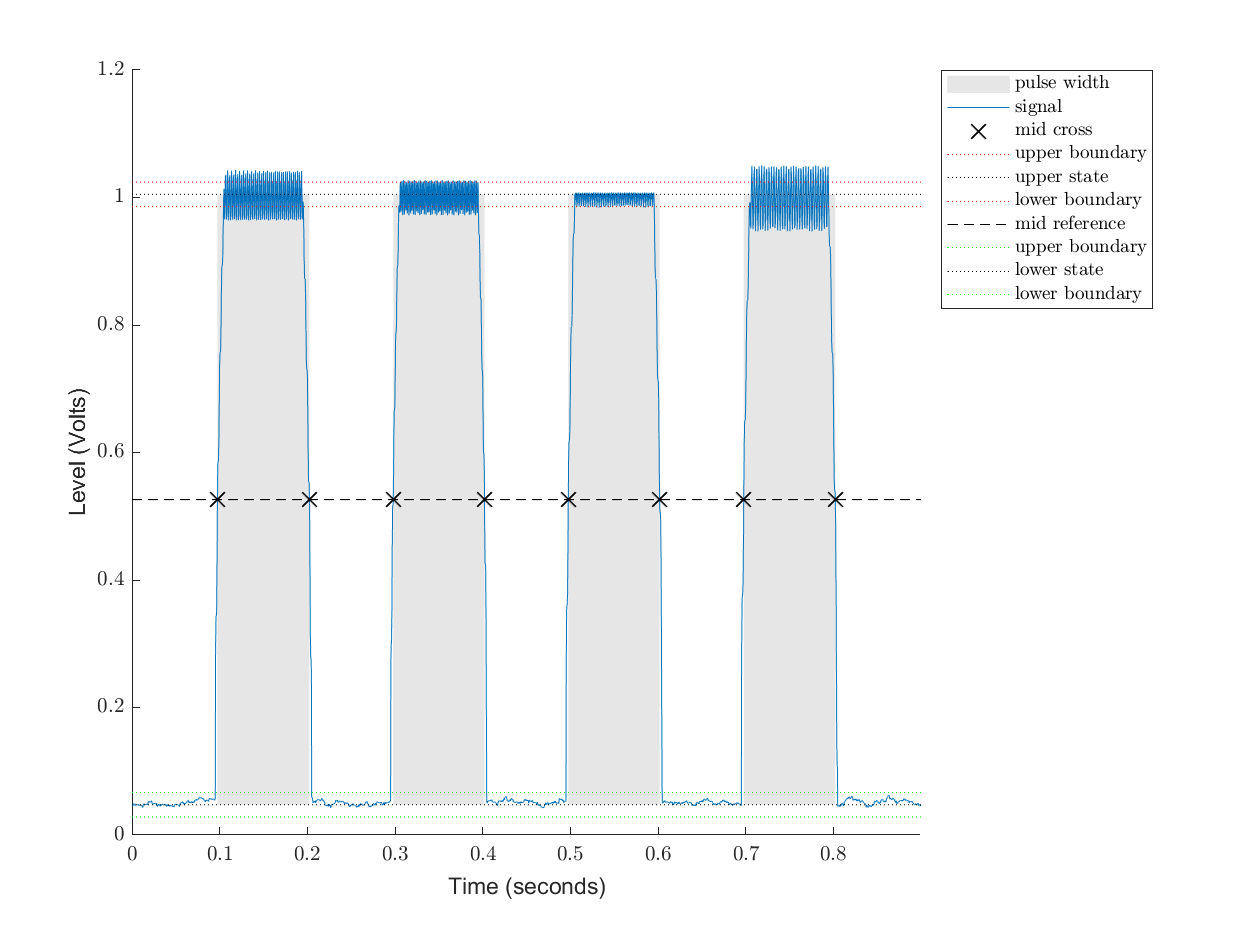 1.2
1
0.8
0.6
0.4
0.2
0
Level (Volts)
0 0.1 0.2 0.3 0.4 0.5 0.6 0.7 0.8
Time (seconds)
pulse width
signal
mid cross
upper boundary
upper state
lower boundary
mid reference
upper boundary
lower state
lower boundary